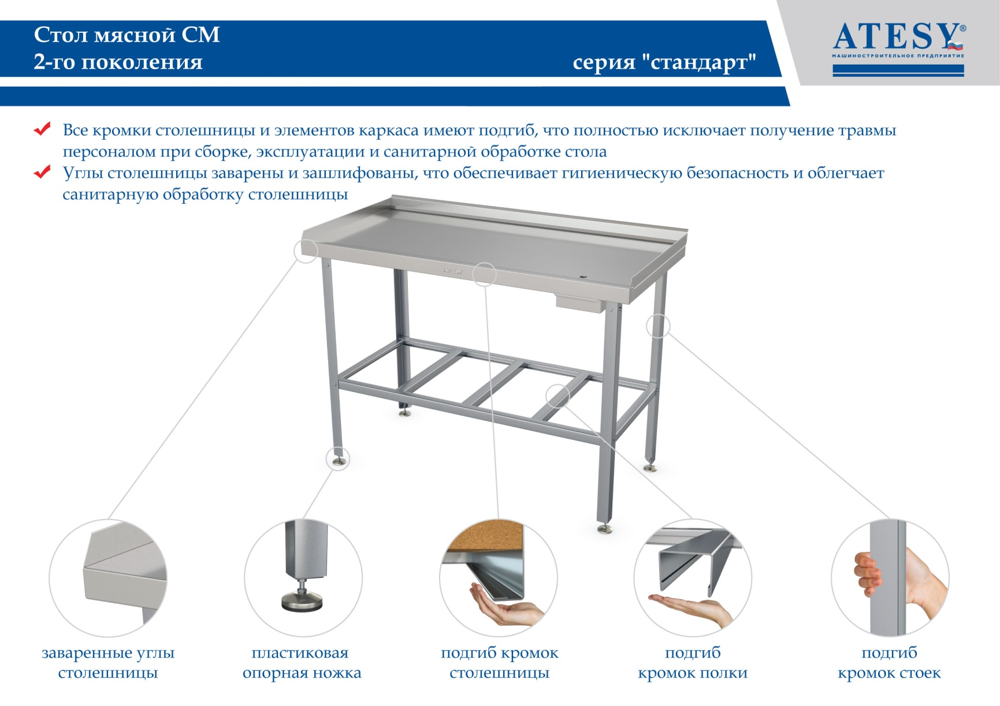 Стол мясной СМ
2-го поколения
серия "стандарт"
ATESY®
МАШИНОСТРОИТЕЛЬНОЕ ПРЕДПРИЯТИЕ
Все кромки столешницы и элементов каркаса имеют подгиб, что полностью исключает получение травмы
персоналом при сборке, эксплуатации и санитарной обработке стола
Углы столешницы заварены и зашлифованы, что обеспечивает гигиеническую безопасность и облегчает
санитарную обработку столешницы
ATESY
заваренные углы
столешницы
пластиковая
опорная ножка
подгиб кромок
столешницы
подгиб
кромок полки
подгиб
кромок стоек